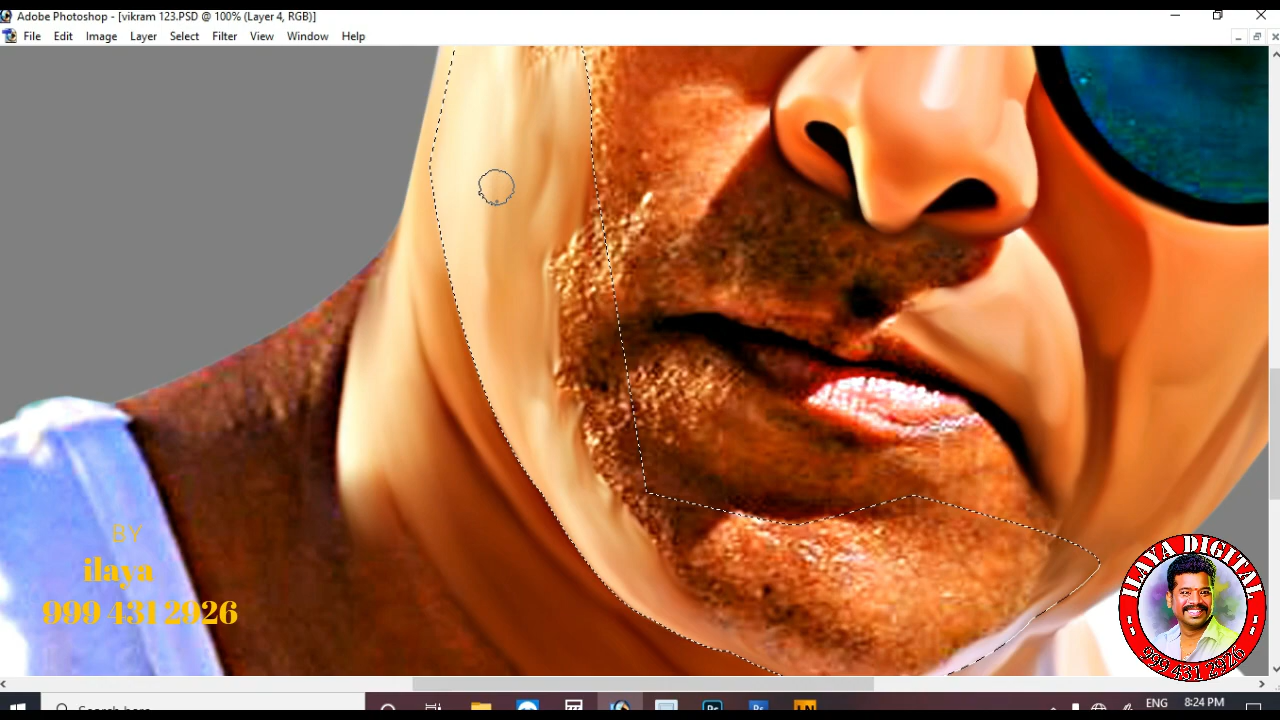 Adobe Photoshop - [vikram 123.PSD @ 100% (Layer 4, RGB)]
File Edit Image Layer Select Filter View Window Help
BY
ilaya
999 431 2926
ILAYA DIGITAL
999 431 2926
ENG 8:24 PM